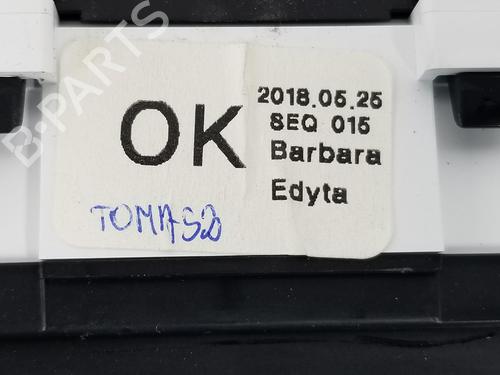 B-PARTS
OK
2018.05.25
SEQ 015
Barbara
Edyta
TOMASZ